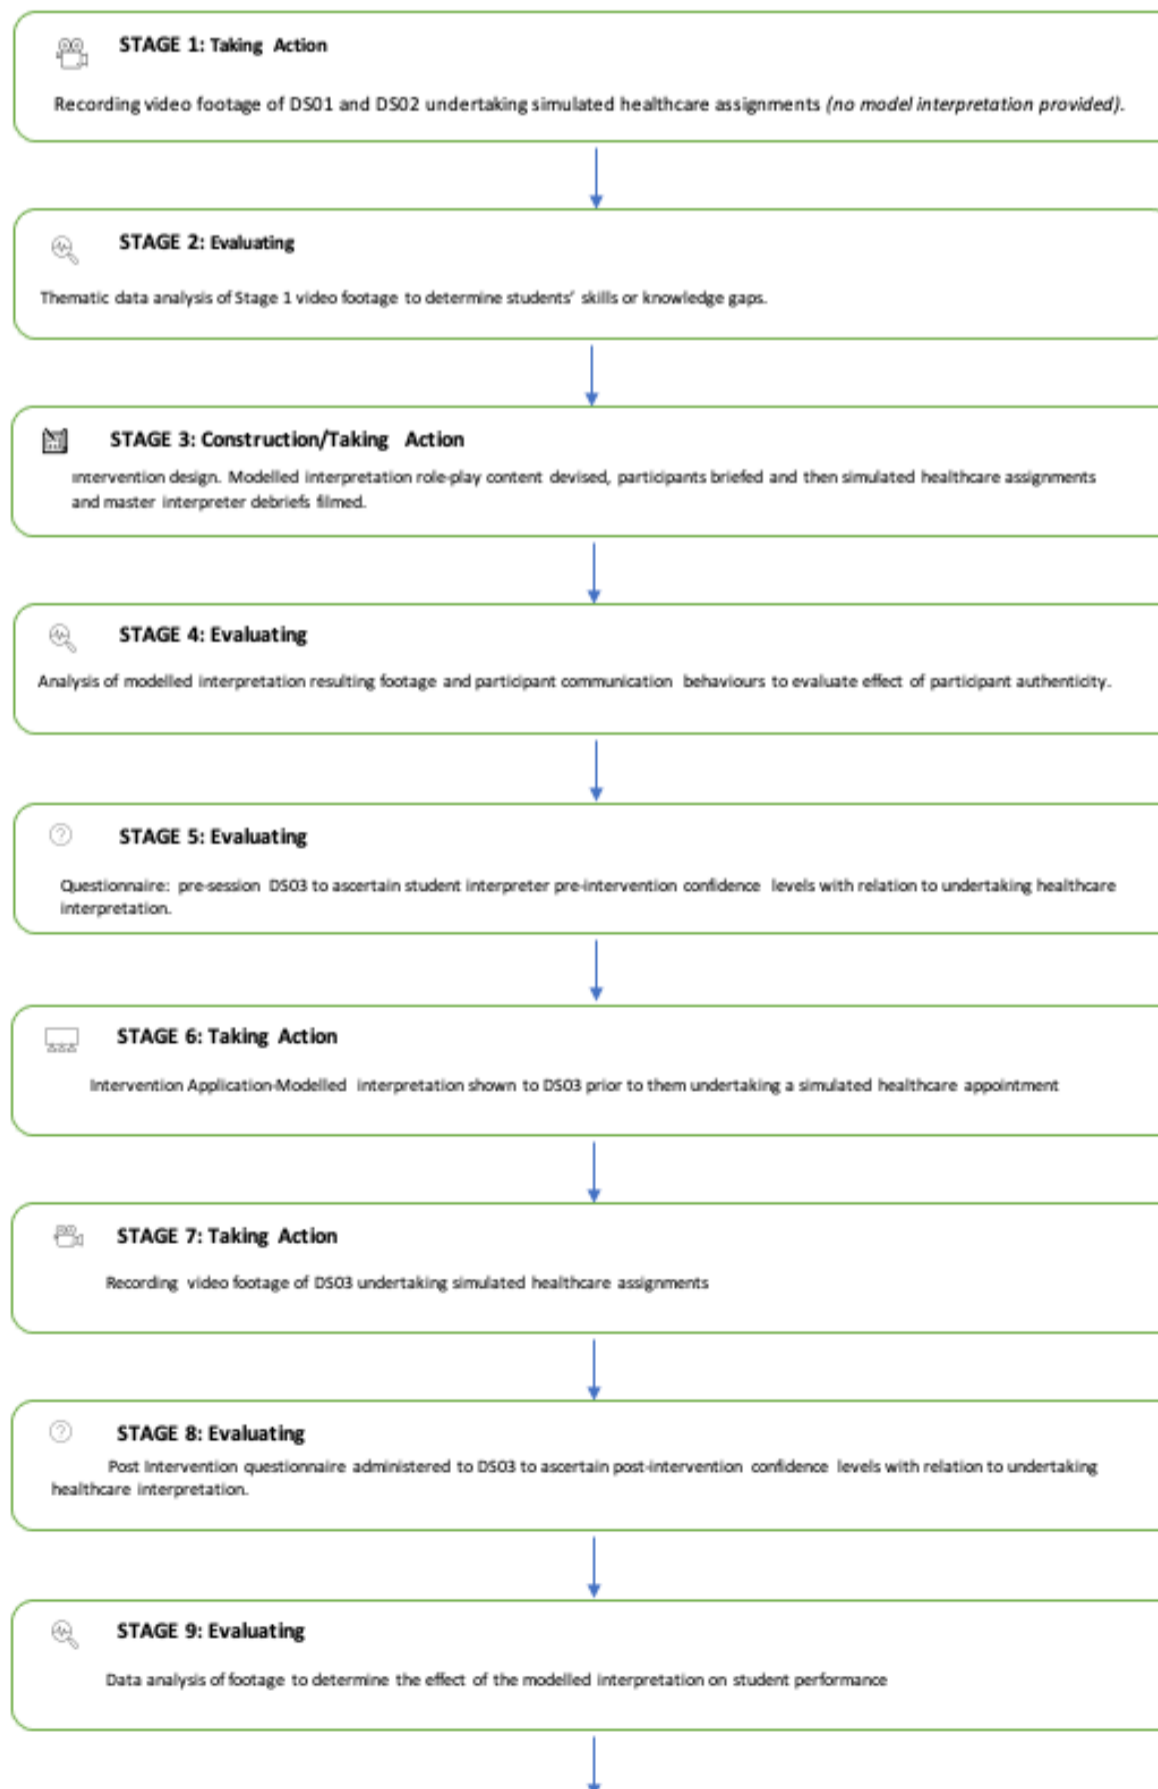 STAGE 1: Taking Action
Recording video footage of DS01 and DS02 undertaking simulated healthcare assignments (no model interpretation provided).
STAGE 2: Evaluating
Thematic data analysis of Stage 1 video footage to determine students' skills or knowledge gaps.
STAGE 3: Construction/Taking Action
Intervention design. Modelled interpretation role-play content devised, participants briefed and then simulated healthcare assignments
and master interpreter debriefs filmed.
STAGE 4: Evaluating
Analysis of modelled interpretation resulting footage and participant communication behaviours to evaluate effect of participant authenticity.
STAGE 5: Evaluating
Questionnaire: pre-session DS03 to ascertain student interpreter pre-intervention confidence levels with relation to undertaking healthcare
interpretation.
STAGE 6: Taking Action
Intervention Application-Modelled interpretation shown to DS03 prior to them undertaking a simulated healthcare appointment
STAGE 7: Taking Action
Recording video footage of DS03 undertaking simulated healthcare assignments
STAGE 8: Evaluating
Post Intervention questionnaire administered to DS03 to ascertain post-intervention confidence levels with relation to undertaking
healthcare interpretation.
STAGE 9: Evaluating
Data analysis of footage to determine the effect of the modelled interpretation on student performance